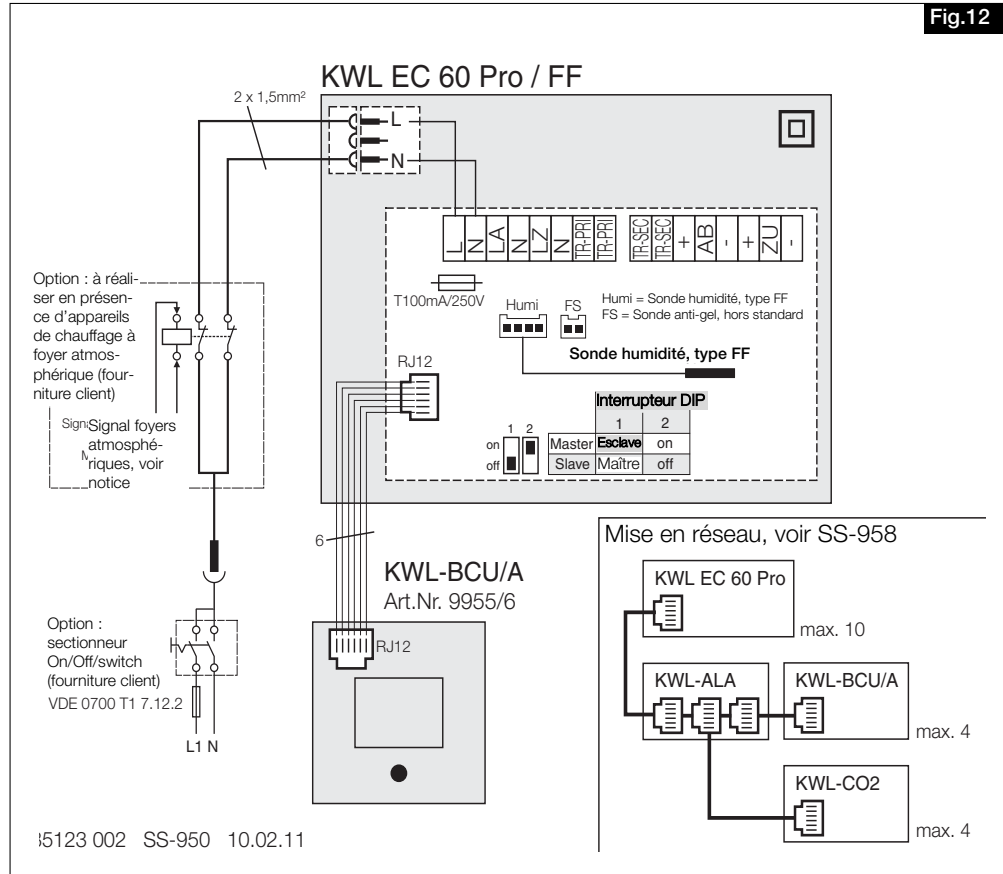 Fig.12
KWL EC 60 Pro / FF
2 x 1,5mm²
L
N
L
N
LA
N
LZ
N
TR-PRI
TR-PRI
TR-SEC
TR-SEC
+
AB
-
+
ZU
-
T100mA/250V
Humi
FS
Humi = Sonde humidité, type FF
FS = Sonde anti-gel, hors standard
Sonde humidité, type FF
RJ12
Interrupteur DIP
1 2
1 2
on
off
Master Esclave on
Slave Maître off
Option : à réali-
ser en présen-
ce d'appareils
de chauffage à
foyer atmos-
phérique (four-
niture client)
Signal foyers
atmosphé-
riques, voir
notice
6
KWL-BCU/A
Art.Nr. 9955/6
RJ12
Option :
sectionneur
On/Off/switch
(fourniture client)
VDE 0700 T1 7.12.2
L1 N
Mise en réseau, voir SS-958
KWL EC 60 Pro
max. 10
KWL-ALA
KWL-BCU/A
max. 4
KWL-CO2
max. 4
85123 002 SS-950 10.02.11